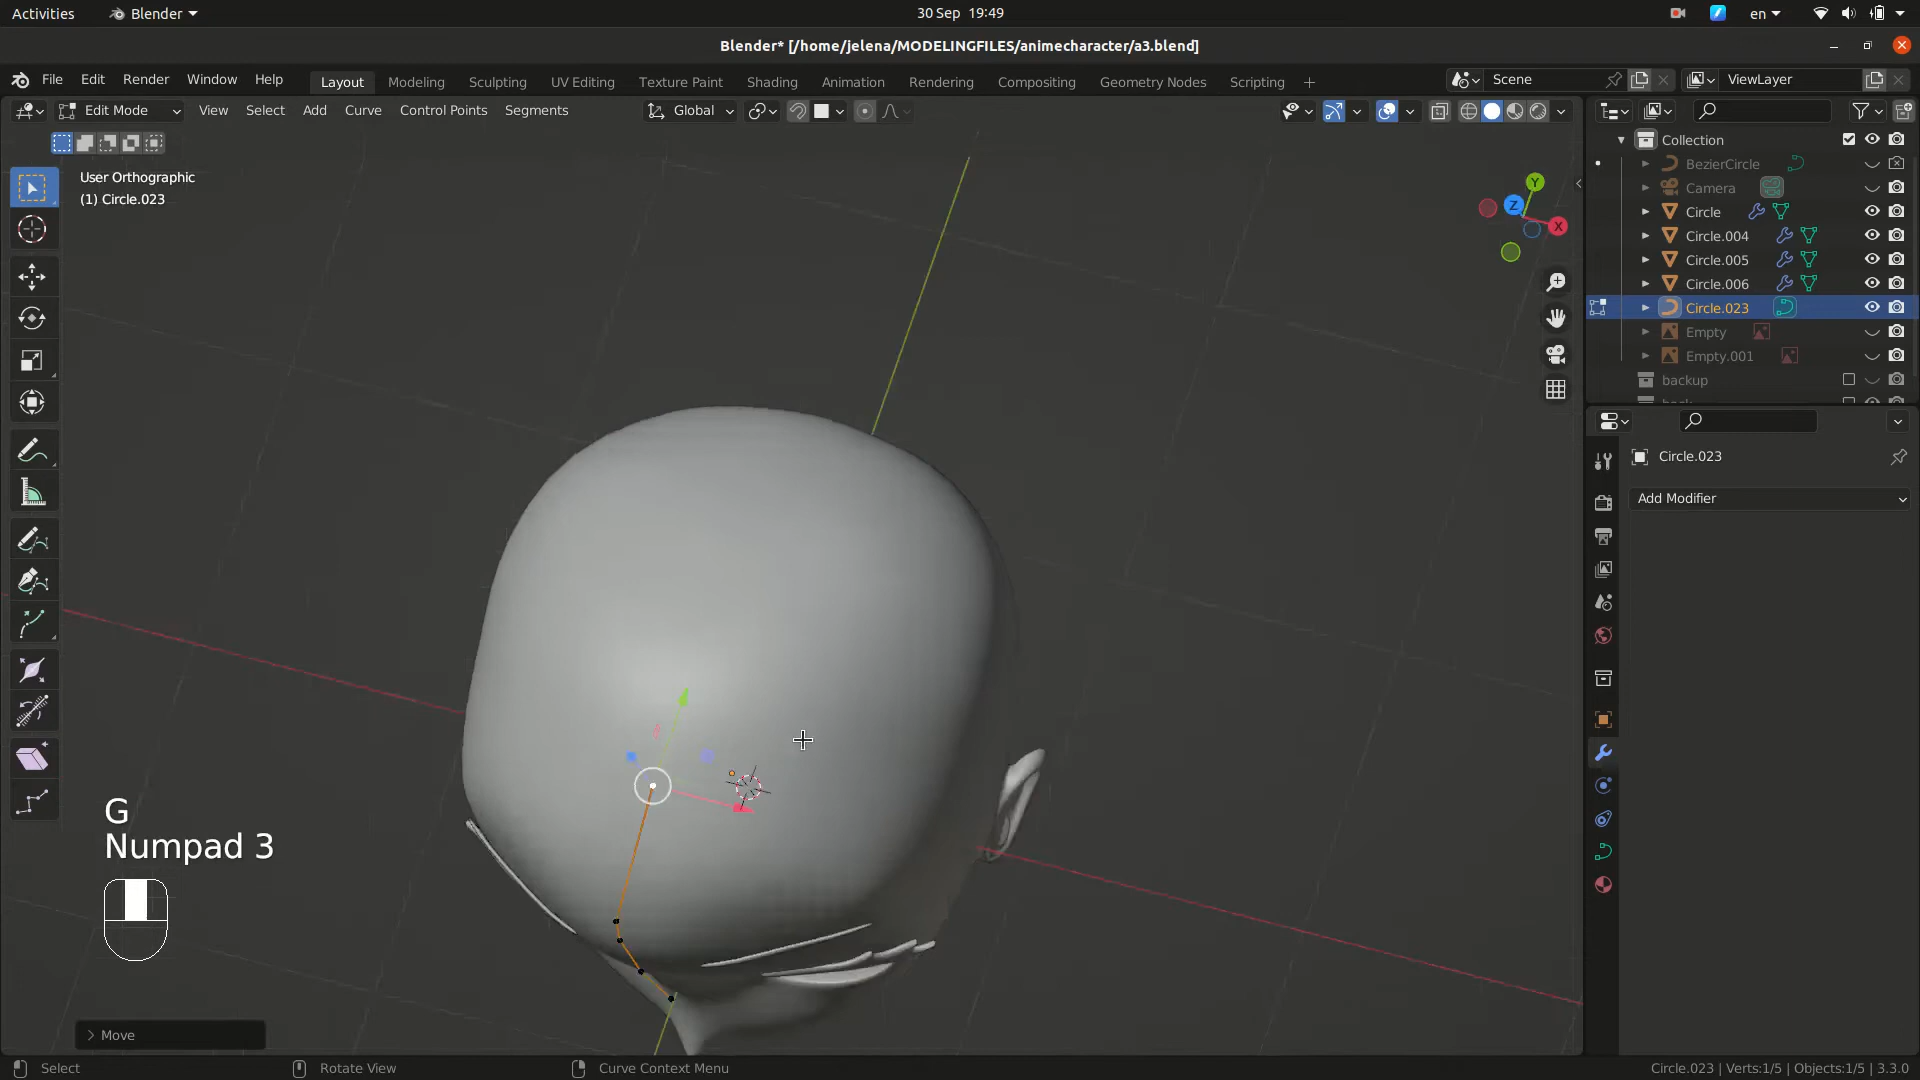 Activities
Blender
30 Sep 19:49
en
Blender* [/home/jelena/MODELINGFILES/animecharacter/a3.blend]
File Edit Render Window Help
Layout Modeling Sculpting UV Editing Texture Paint Shading Animation Rendering Compositing Geometry Nodes Scripting +
Scene
ViewLayer
Edit Mode View Select Add Curve Control Points Segments
Global
User Orthographic
(1) Circle.023
Y
Z
X
Collection
BezierCircle
Camera
Circle
Circle.004
Circle.005
Circle.006
Circle.023
Empty
Empty.001
backup
Circle.023
Add Modifier
G
Numpad 3
Move
Select
Rotate View
Curve Context Menu
Circle.023 | Verts:1/5 | Objects:1/5 | 3.3.0